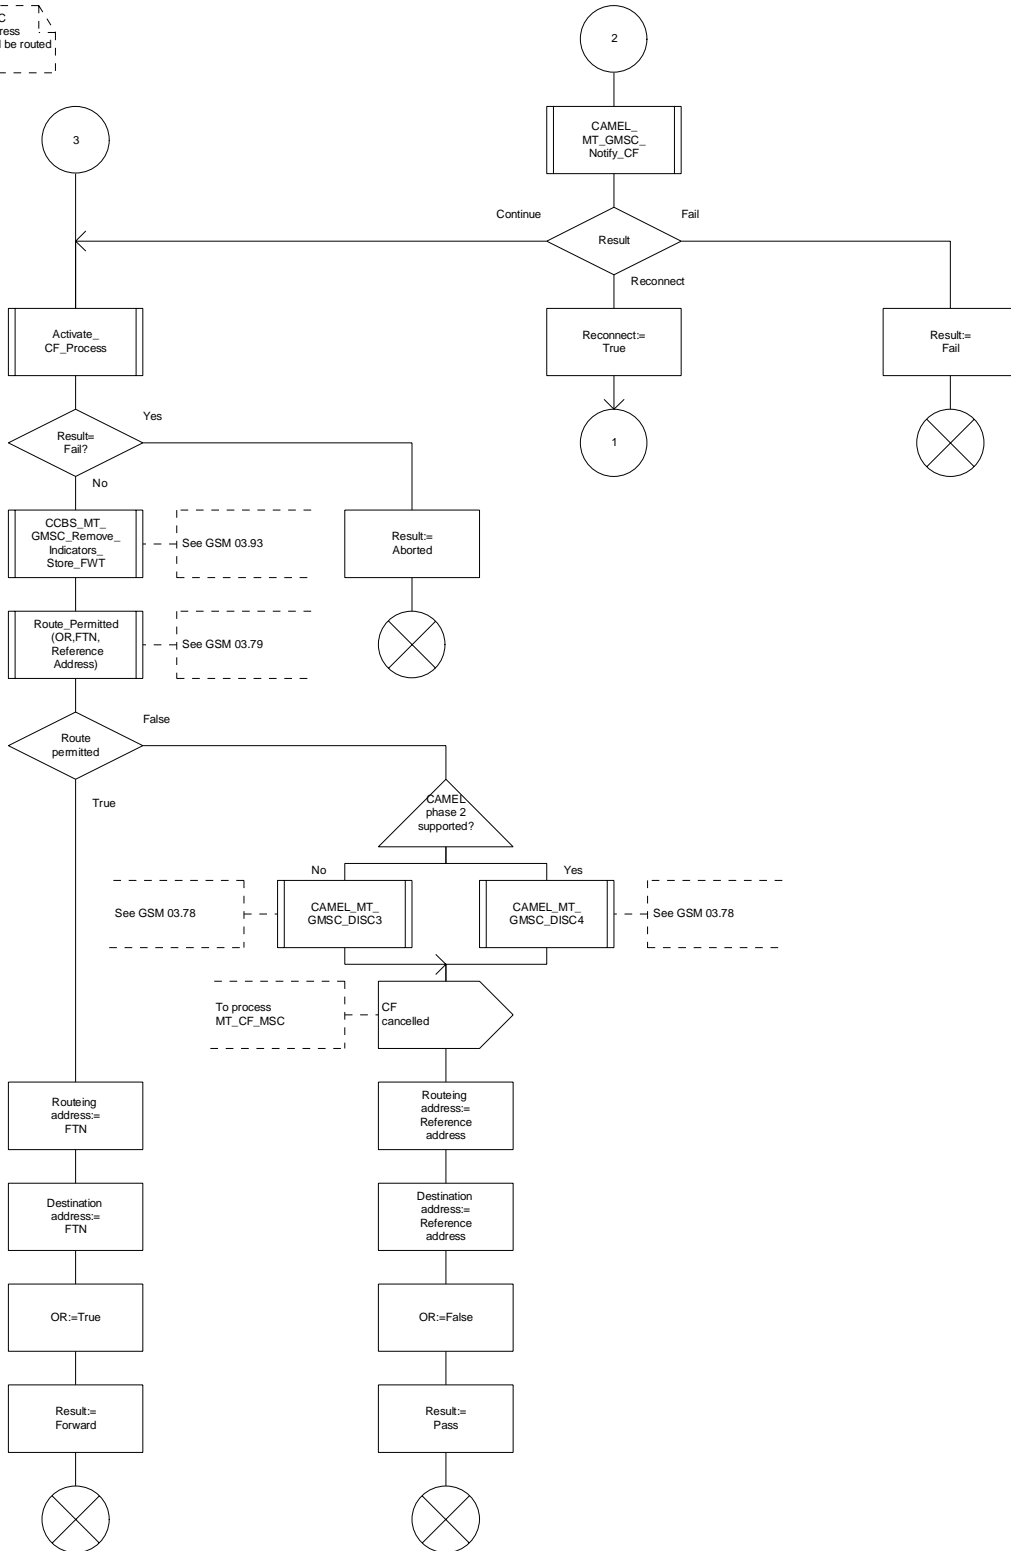 C
ress
be routed
2
3
CAMEL_
MT_GMSC_
Notify_CF
Continue
Fail
Result
Reconnect
Activate_
CF_Process
Reconnect:=
True
Result:=
Fail
Yes
Result=
Fail?
1
No
CCBS_MT_
GMSC_Remove_
Indicators_
Store_FWT
See GSM 03.93
Result:=
Aborted
Route_Permitted
(OR,FTN,
Reference
Address)
See GSM 03.79
False
Route
permitted
True
CAMEL
phase 2
supported?
No
Yes
See GSM 03.78
CAMEL_MT_
GMSC_DISC3
CAMEL_MT_
GMSC_DISC4
See GSM 03.78
To process
MT_CF_MSC
CF
cancelled
Routeing
address:=
FTN
Routeing
address:=
Reference
address
Destination
address:=
FTN
Destination
address:=
Reference
address
OR:=True
OR:=False
Result:=
Forward
Result:=
Pass